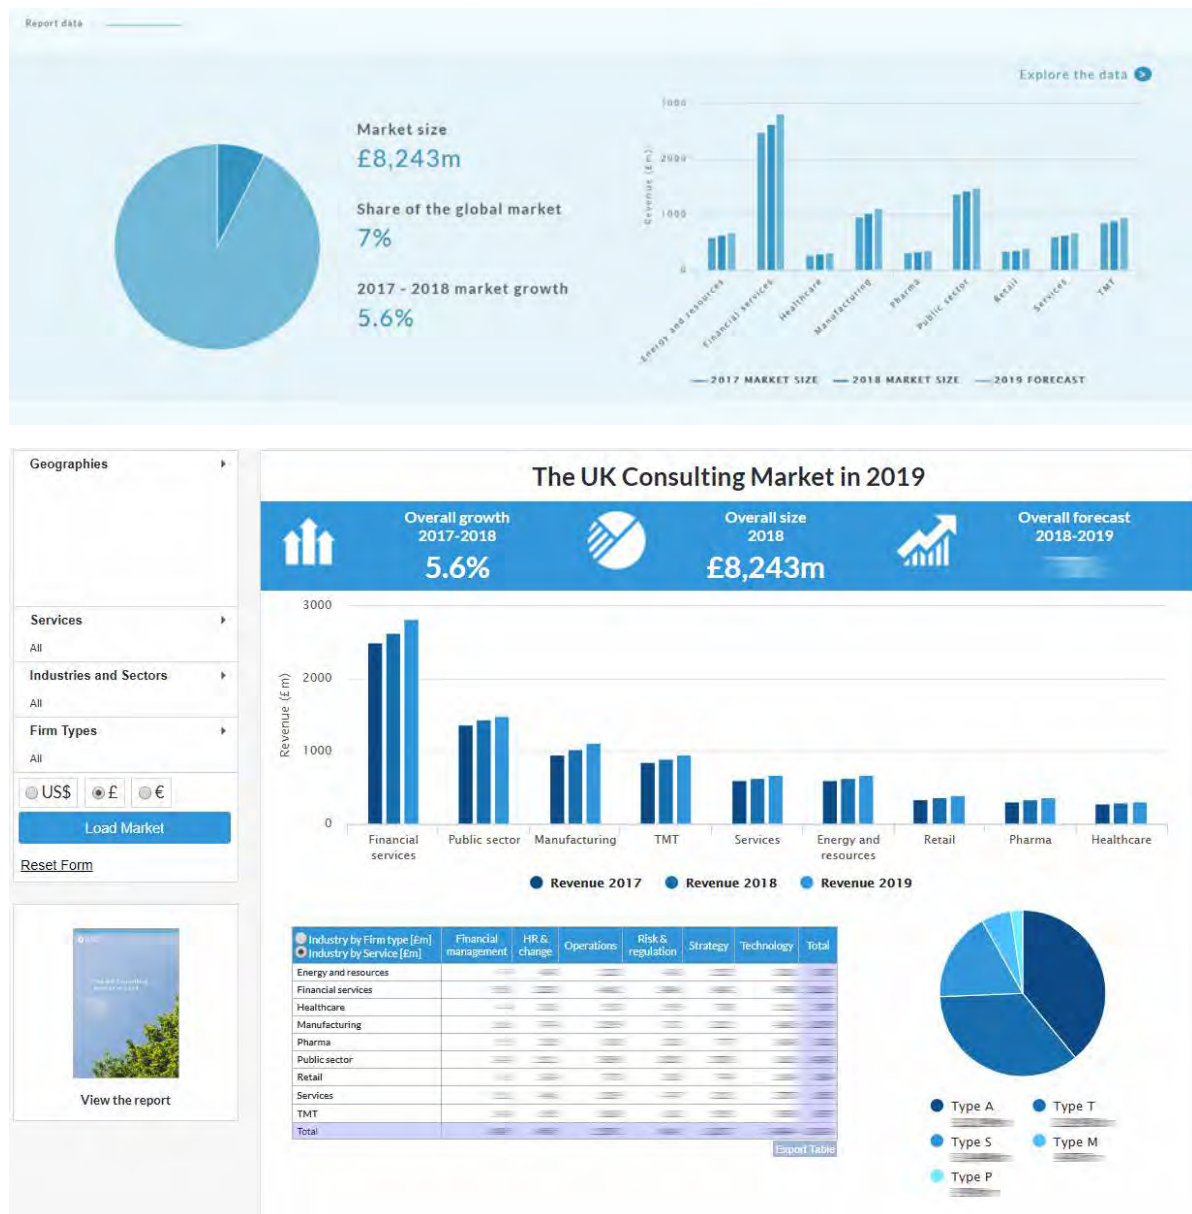 Report data
Explore the data
Market size
£8,243m
Share of the global market
7%
2017 - 2018 market growth
5.6%
Revenue (£m)
2000
1000
0
Energy and resources
Financial services
Healthcare
Manufacturing
Pharma
Public sector
Retail
Services
TMT
2017 MARKET SIZE 2018 MARKET SIZE 2019 FORECAST
Geographies
Services
All
Industries and Sectors
All
Firm Types
All
US$ £ €
Load Market
Reset Form
View the report
The UK Consulting Market in 2019
Overall growth
2017-2018
5.6%
Overall size
2018
£8,243m
Overall forecast
2018-2019
Revenue (£m)
3000
2000
1000
0
Financial services
Public sector
Manufacturing
TMT
Services
Energy and resources
Retail
Pharma
Healthcare
Revenue 2017 Revenue 2018 Revenue 2019
Industry by Firm type [£m]
Industry by Service [£m]
Financial management
HR & change
Operations
Risk & regulation
Strategy
Technology
Total
Energy and resources
Financial services
Healthcare
Manufacturing
Pharma
Public sector
Retail
Services
TMT
Total
Export Table
Type A
Type T
Type S
Type M
Type P